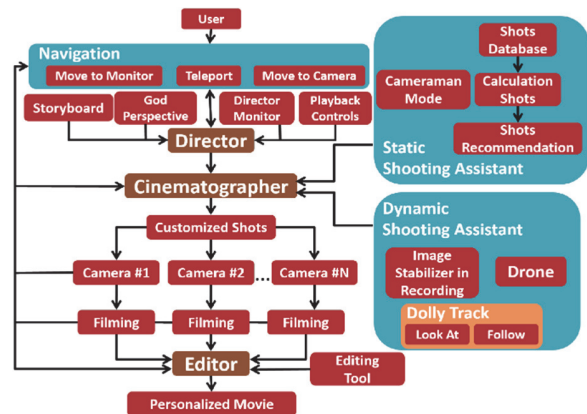 User
Navigation
Move to Monitor
Teleport
Move to Camera
Storyboard
God
Perspective
Director
Monitor
Playback
Controls
Director
Cinematographer
Customized Shots
Camera #1
Camera #2
...
Camera #N
Filming
Filming
Filming
Editor
Editing
Tool
Personalized Movie
Shots
Database
Cameraman
Mode
Calculation
Shots
Shots
Recommendation
Static
Shooting Assistant
Dynamic
Shooting Assistant
Image
Stabilizer in
Recording
Drone
Dolly Track
Look At
Follow